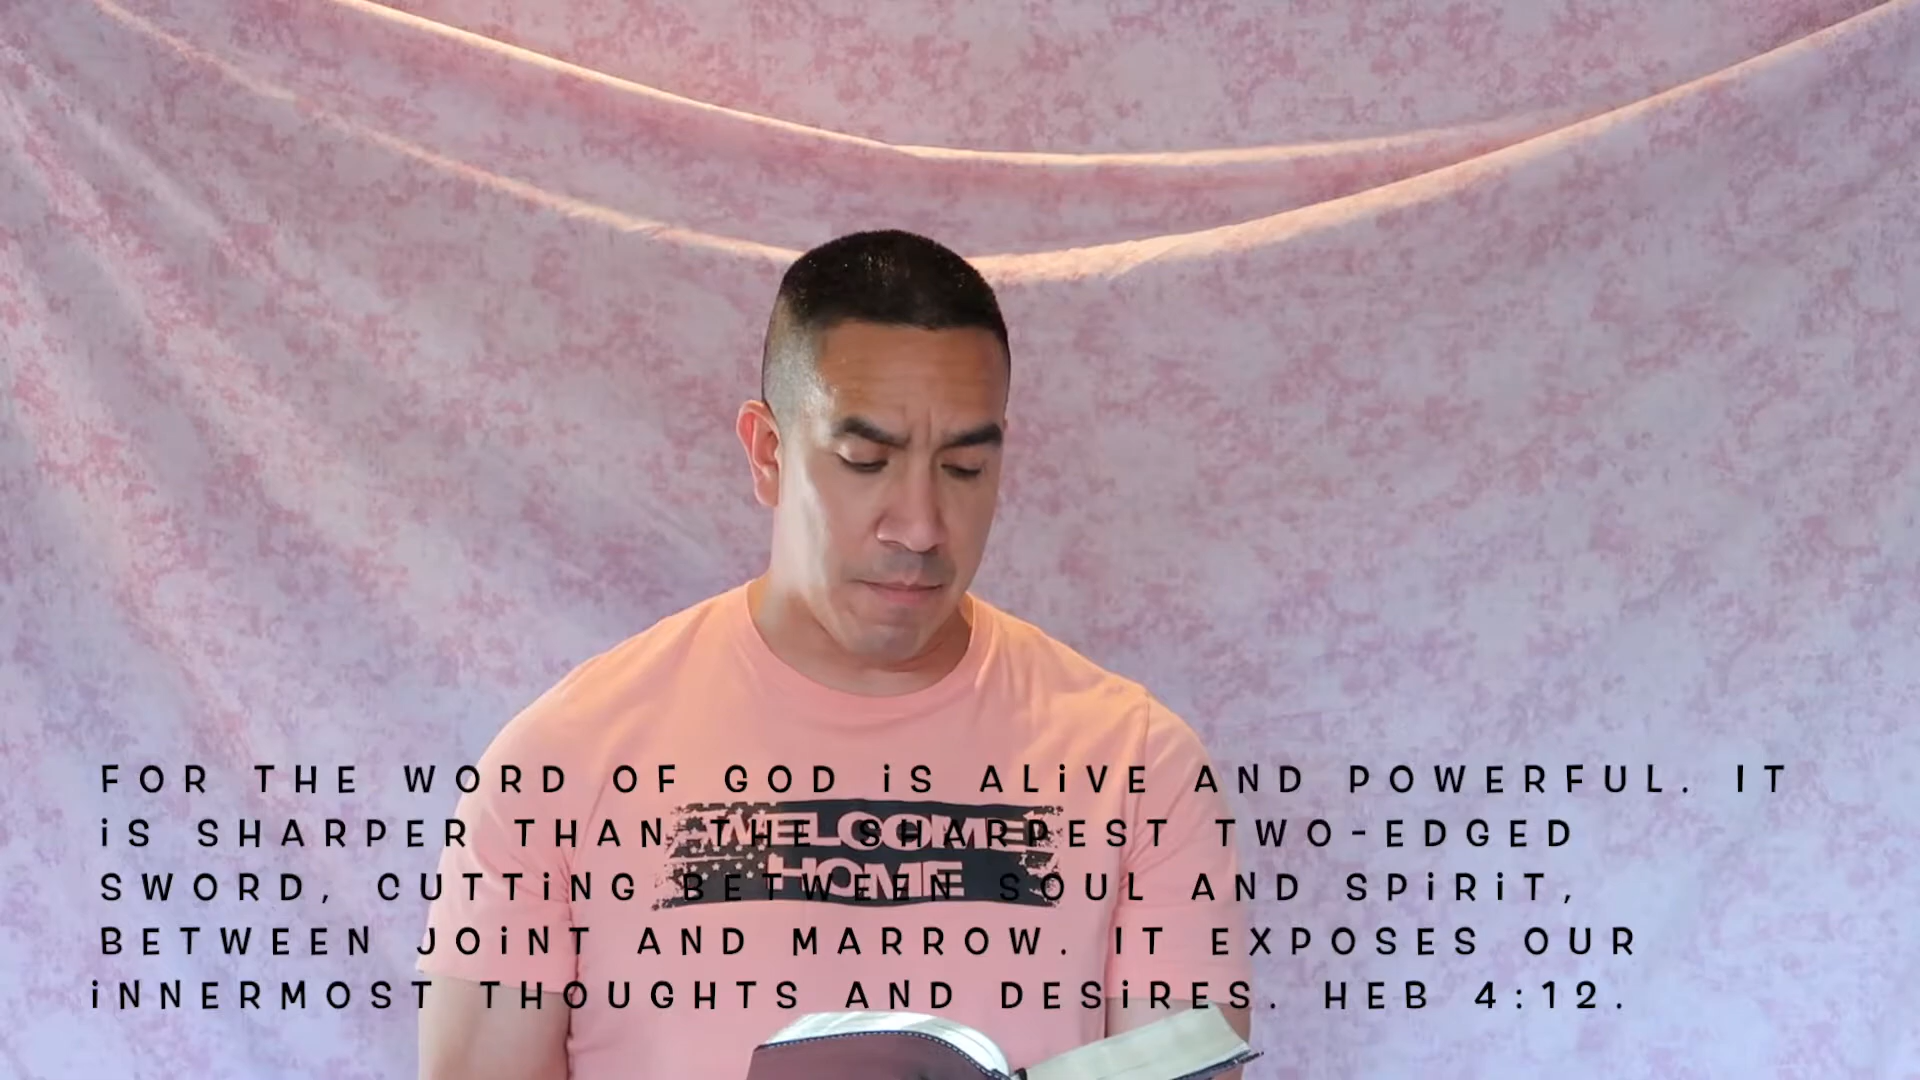 FOR THE WORD OF GOD iS ALiVE AND POWERFUL. IT
iS SHARPER THAN THE SHARPEST TWO-EDGED
SWORD, CUTTiNG BETWEEN SOUL AND SPiRiT,
BETWEEN JOiNT AND MARROW. IT EXPOSES OUR
iNNERMOST THOUGHTS AND DESiRES. HEB 4:12.
WELCOME
HOME